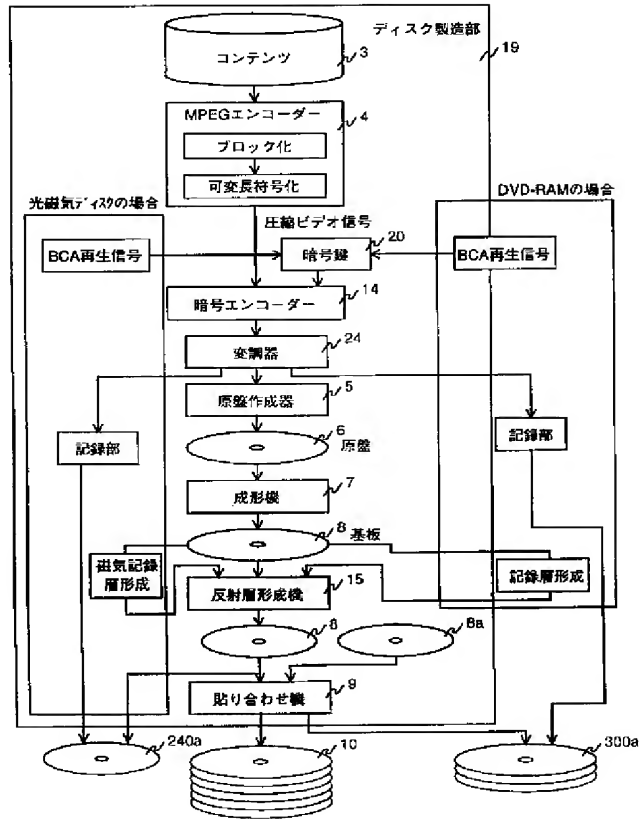 ディスク製造部
19
コンテンツ
3
MPEGエンコーダー
4
ブロック化
可変長符号化
光磁気ディスクの場合
DVD-RAMの場合
圧縮ビデオ信号
20
BCA再生信号
暗号鍵
BCA再生信号
暗号エンコーダー
14
変調器
24
原盤作成器
5
6
原盤
記録部
記録部
成形機
7
8
基板
磁気記録
層形成
記録層形成
反射層形成機
15
8
8a
貼り合わせ機
9
240a
10
300a